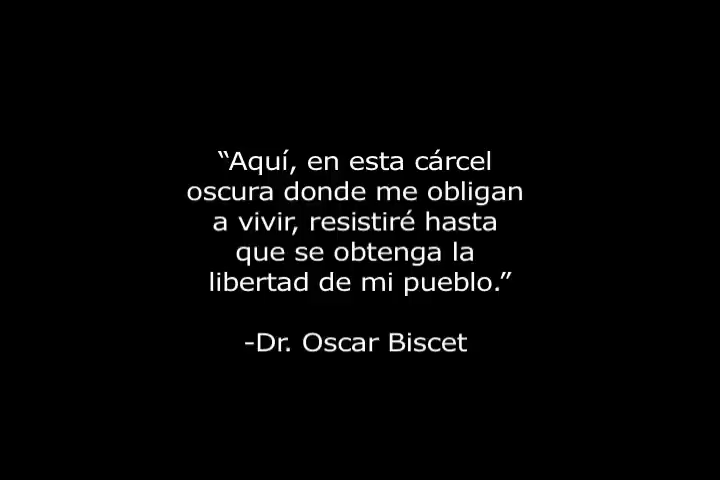 “Aquí, en esta cárcel
oscura donde me obligan
a vivir, resistiré hasta
que se obtenga la
libertad de mi pueblo.”
-Dr. Oscar Biscet